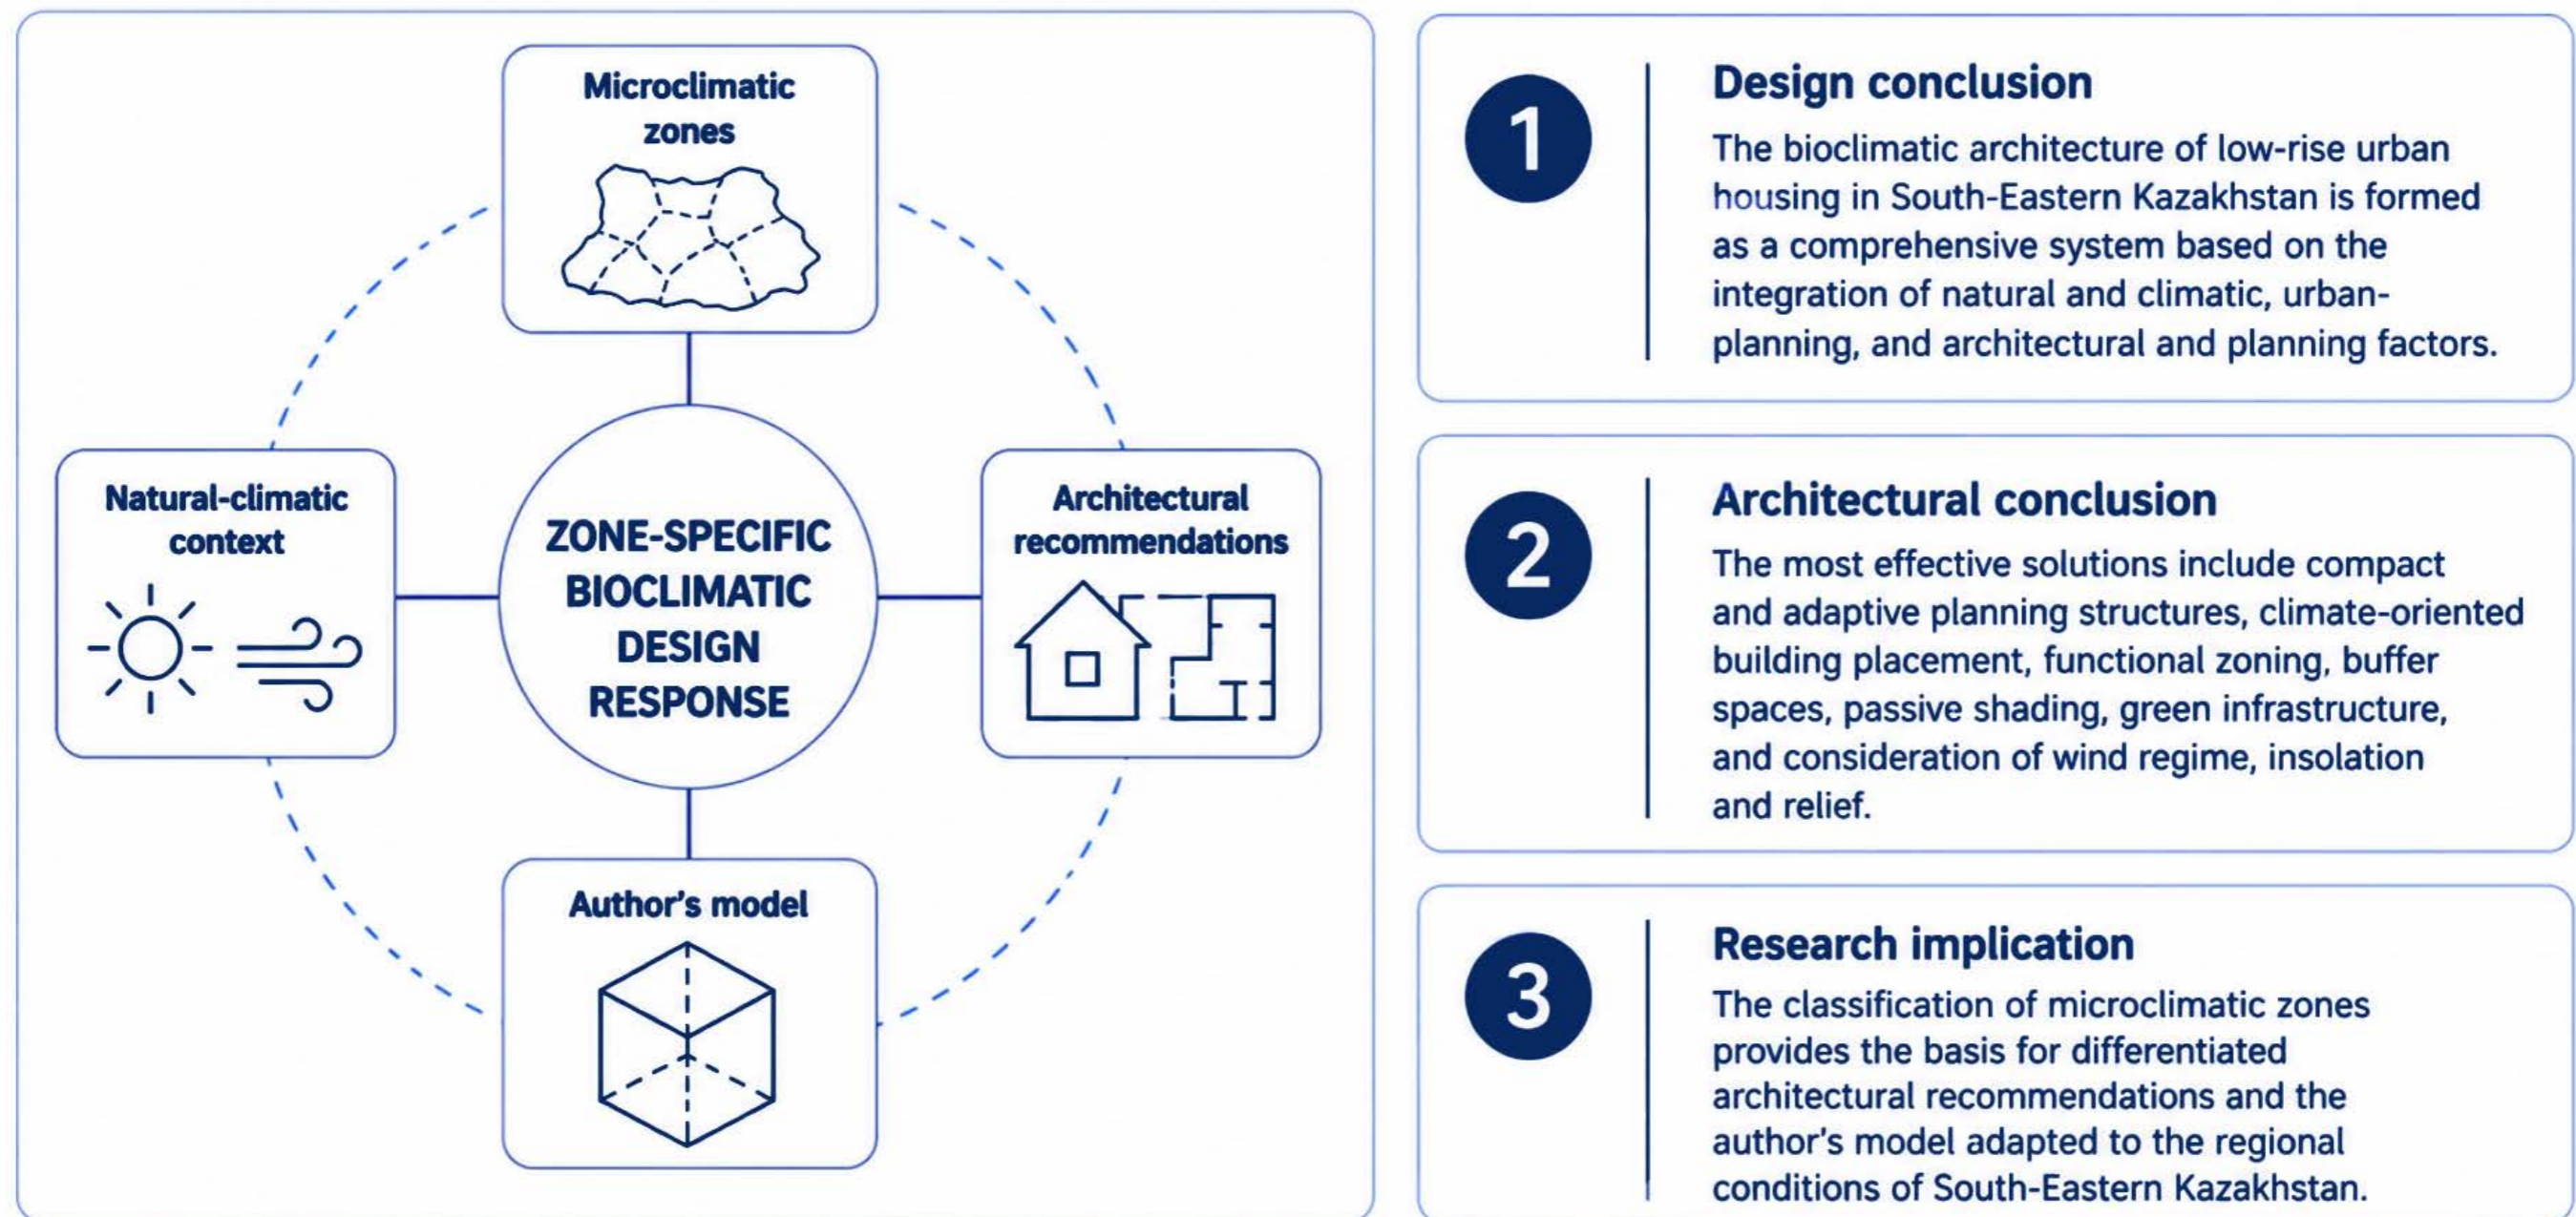 Microclimatic
zones
Natural-climatic
context
ZONE-SPECIFIC
BIOCLIMATIC
DESIGN
RESPONSE
Architectural
recommendations
Author's model
1
Design conclusion
The bioclimatic architecture of low-rise urban
housing in South-Eastern Kazakhstan is formed
as a comprehensive system based on the
integration of natural and climatic, urban-
planning, and architectural and planning factors.
2
Architectural conclusion
The most effective solutions include compact
and adaptive planning structures, climate-oriented
building placement, functional zoning, buffer
spaces, passive shading, green infrastructure,
and consideration of wind regime, insolation
and relief.
3
Research implication
The classification of microclimatic zones
provides the basis for differentiated
architectural recommendations and the
author's model adapted to the regional
conditions of South-Eastern Kazakhstan.